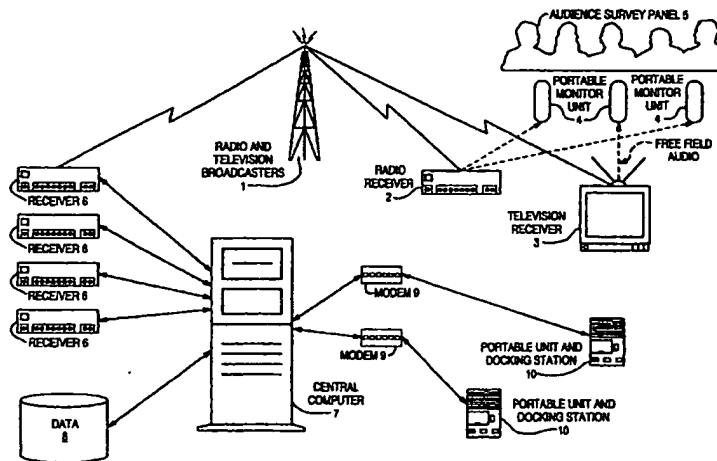 AUDIENCE SURVEY PANEL 5
PORTABLE
MONITOR
UNIT
4
PORTABLE
MONITOR
UNIT
4
FREE FIELD
AUDIO
RADIO AND
TELEVISION
BROADCASTERS
1
RADIO
RECEIVER
2
TELEVISION
RECEIVER
3
RECEIVER 6
RECEIVER 6
RECEIVER 6
RECEIVER 6
MODEM 9
MODEM 9
CENTRAL
COMPUTER
7
PORTABLE UNIT AND
DOCKING STATION
10
PORTABLE UNIT AND
DOCKING STATION
10
DATA
8